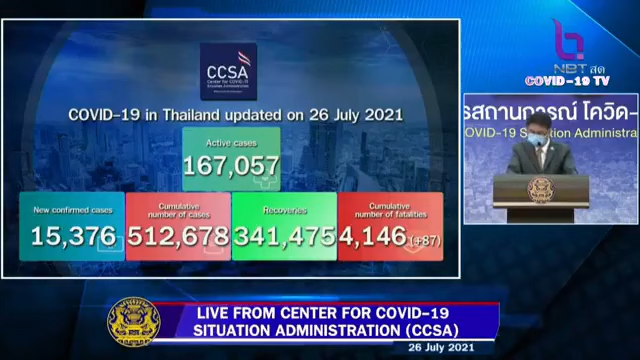 CCSA
Center for COVID-19
Situation Administration
COVID-19 in Thailand updated on 26 July 2021
Active cases
167,057
New confirmed cases
15,376
Cumulative
number of cases
512,678
Recoveries
341,475
Cumulative
number of fatalities
4,146 (+87)
NBT สด
COVID-19 TV
รสถานการณ์ โควิด-
OVID-19 Situation Administra
LIVE FROM CENTER FOR COVID-19
SITUATION ADMINISTRATION (CCSA)
26 July 2021